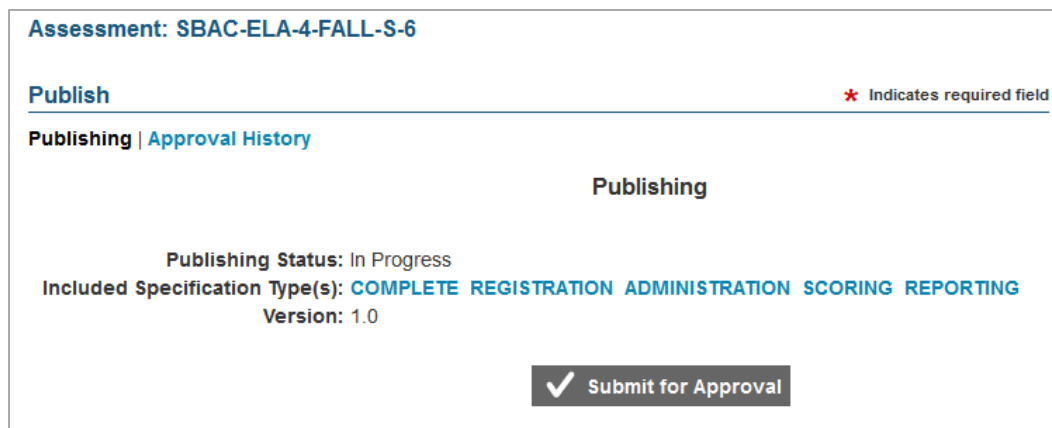 Assessment: SBAC-ELA-4-FALL-S-6
Publish
* Indicates required field
Publishing | Approval History
Publishing
Publishing Status: In Progress
Included Specification Type(s): COMPLETE REGISTRATION ADMINISTRATION SCORING REPORTING
Version: 1.0
Submit for Approval